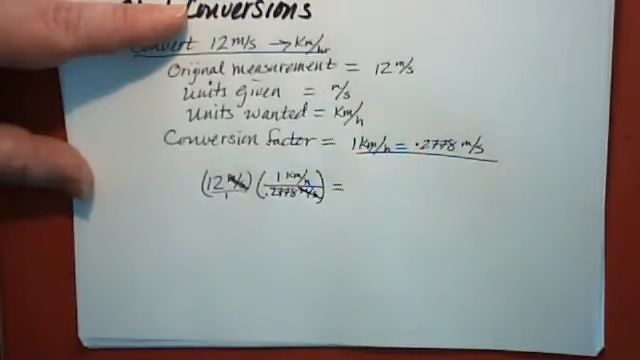 Conversions
Convert 12 m/s → Km/hr
Original measurement = 12 m/s
Units given = m/s
Units wanted = Km/h
Conversion factor = 1 Km/h = .2778 m/s
(12 m/s / 1) (1 Km/h / .2778 m/s) =